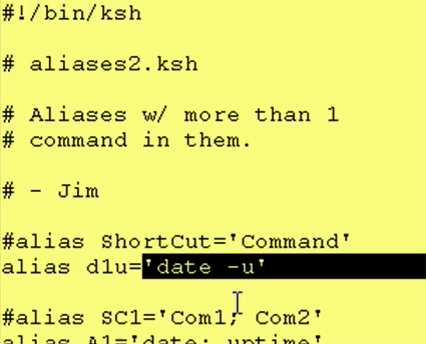 #!/bin/ksh
# aliases2.ksh
# Aliases w/ more than 1
# command in them.
# - Jim
#alias ShortCut='Command'
alias d1u='date -u'
#alias SC1='Com1; Com2'
alias A1='date; uptime'